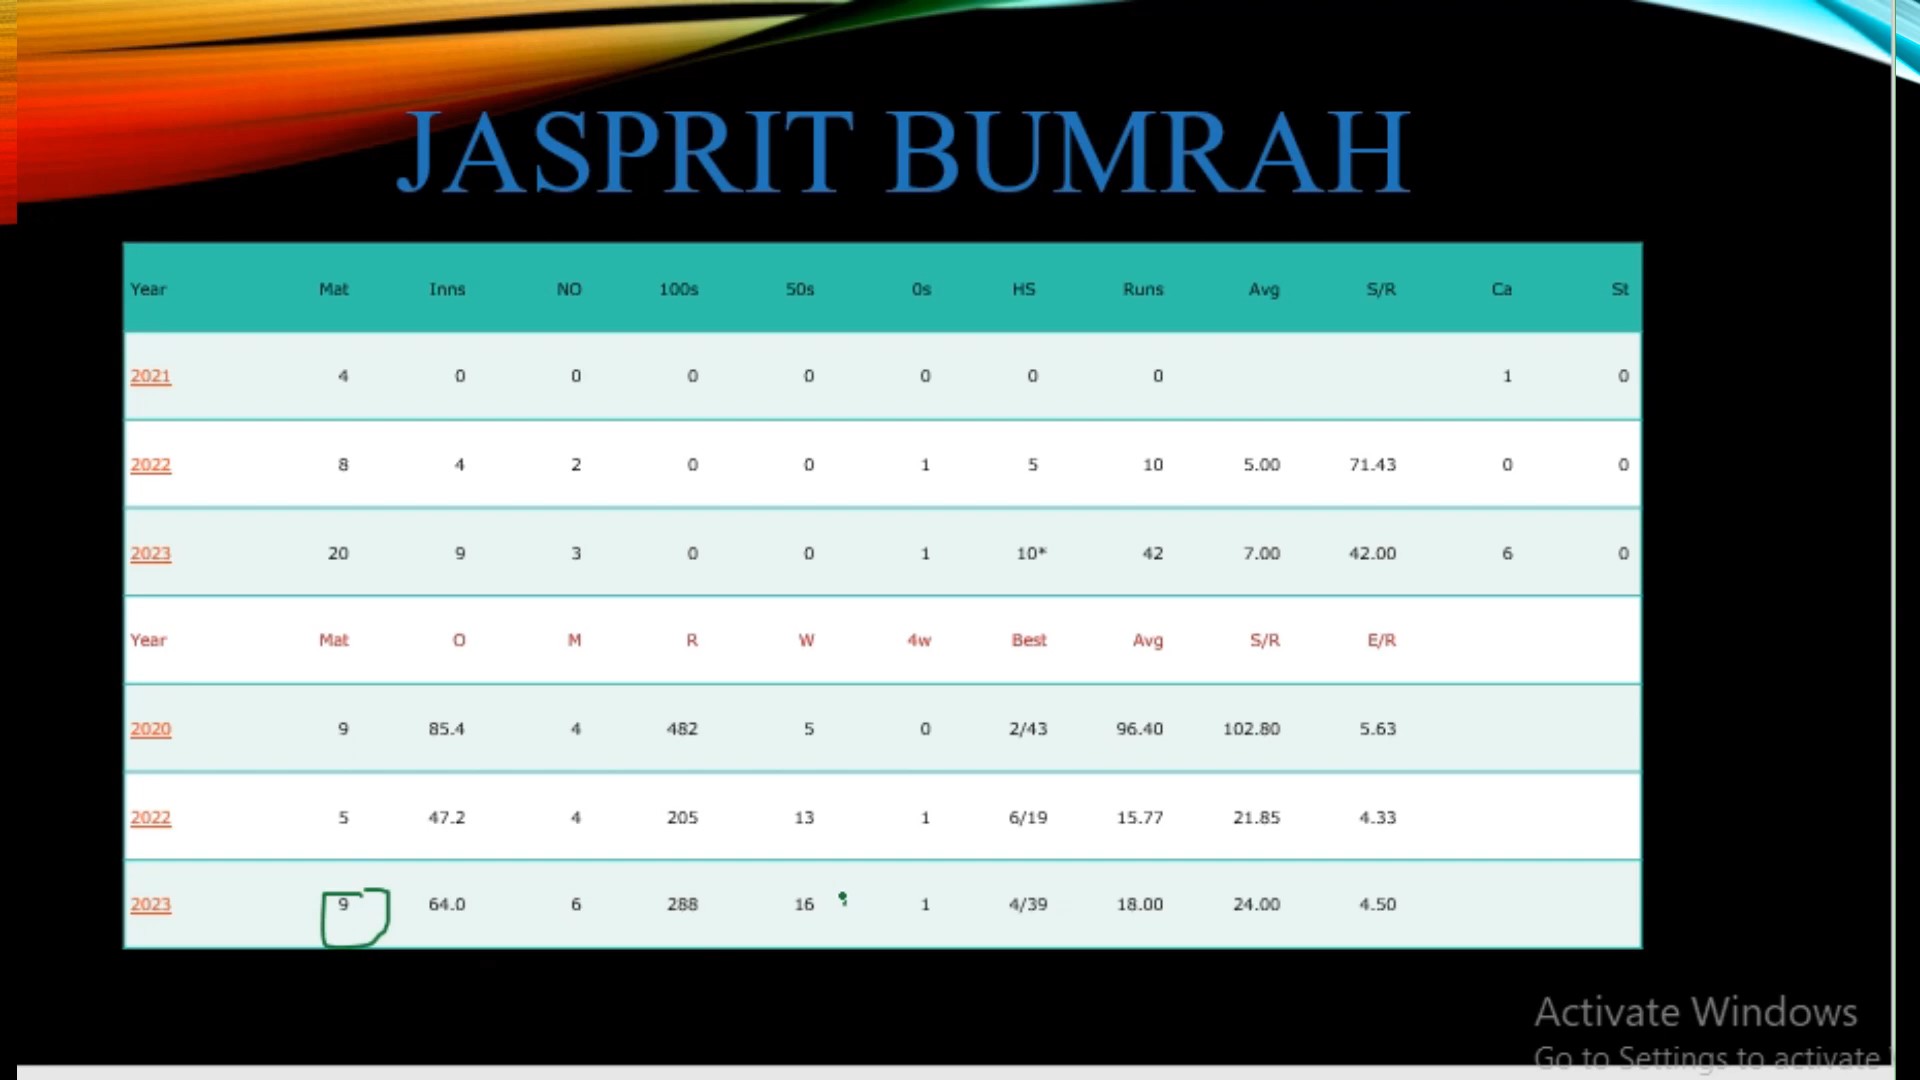 JASPRIT BUMRAH
Year Mat Inns NO 100s 50s 0s HS Runs Avg S/R Ca St
2021 4 0 0 0 0 0 0 0 1 0
2022 8 4 2 0 0 1 5 10 5.00 71.43 0 0
2023 20 9 3 0 0 1 10* 42 7.00 42.00 6 0
Year Mat O M R W 4w Best Avg S/R E/R
2020 9 85.4 4 482 5 0 2/43 96.40 102.80 5.63
2022 5 47.2 4 205 13 1 6/19 15.77 21.85 4.33
2023 9 64.0 6 288 16 1 4/39 18.00 24.00 4.50
Activate Windows
Go to Settings to activate